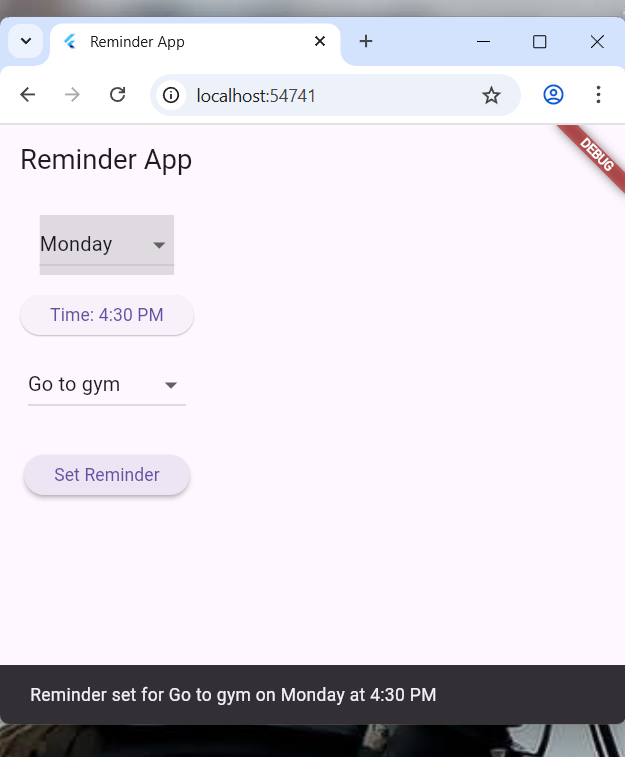 Reminder App
localhost:54741
DEBUG
Reminder App
Monday
Time: 4:30 PM
Go to gym
Set Reminder
Reminder set for Go to gym on Monday at 4:30 PM